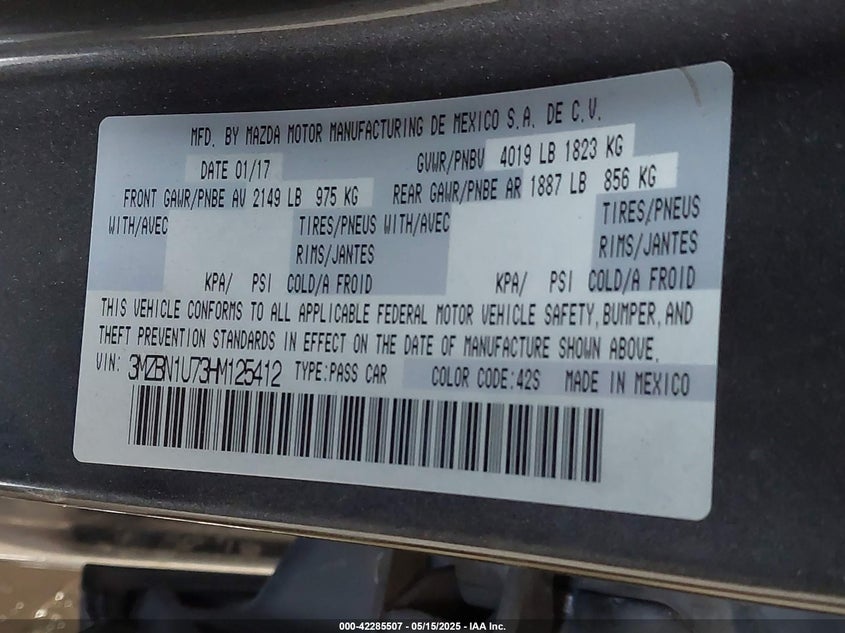 MFD. BY MAZDA MOTOR MANUFACTURING DE MEXICO S.A. DE C.V.
DATE 01/17 GVWR/PNBV 4019 LB 1823 KG
FRONT GAWR/PNBE AV 2149 LB 975 KG REAR GAWR/PNBE AR 1887 LB 856 KG
WITH/AVEC TIRES/PNEUS WITH/AVEC TIRES/PNEUS
RIMS/JANTES RIMS/JANTES
KPA/ PSI COLD/A FROID KPA/ PSI COLD/A FROID
THIS VEHICLE CONFORMS TO ALL APPLICABLE FEDERAL MOTOR VEHICLE SAFETY, BUMPER, AND
THEFT PREVENTION STANDARDS IN EFFECT ON THE DATE OF MANUFACTURE SHOWN ABOVE.
VIN: 3MZBN1U73HM125412 TYPE:PASS CAR COLOR CODE:42S MADE IN MEXICO
000-42285507 - 05/15/2025 - IAA Inc.